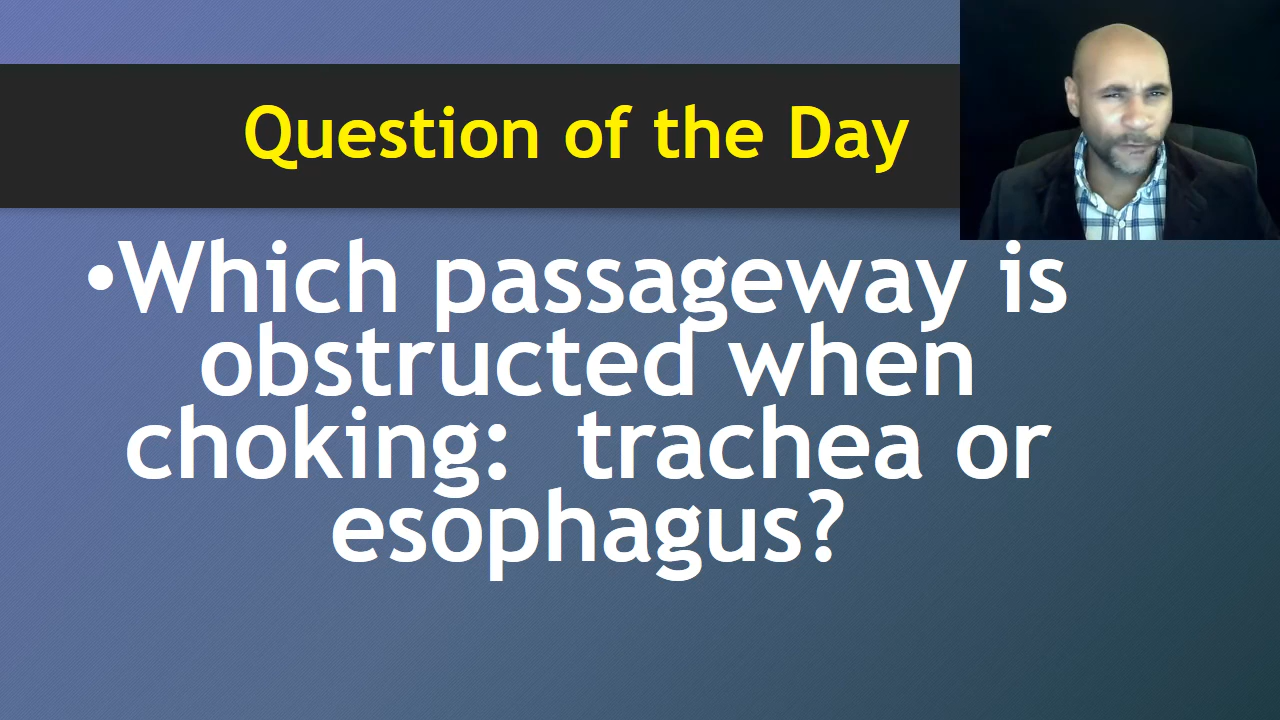 Question of the Day
•Which passageway is
obstructed when
choking:  trachea or
esophagus?